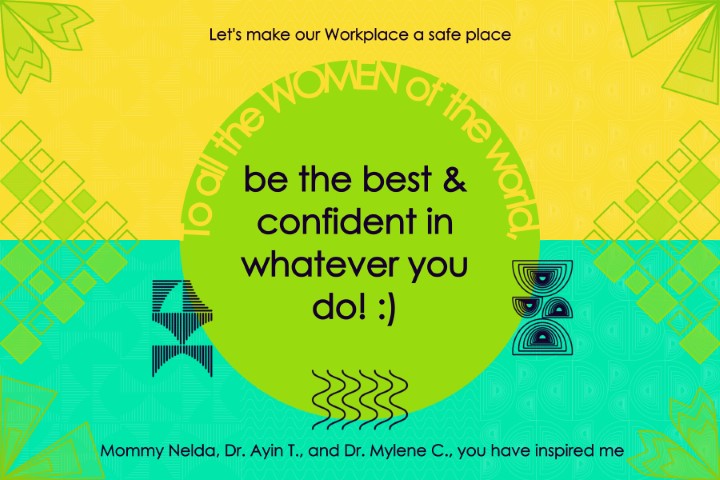 Let's make our Workplace a safe place
To all the WOMEN of the world,
be the best &
confident in
whatever you
do! :)
Mommy Nelda, Dr. Ayin T., and Dr. Mylene C., you have inspired me